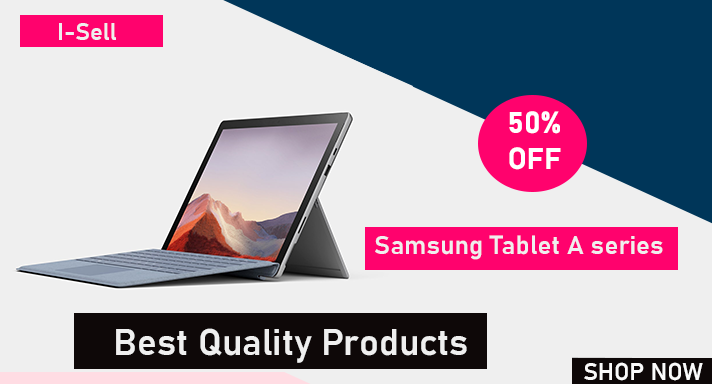 I-Sell
50%
OFF
Samsung Tablet A series
Best Quality Products
SHOP NOW